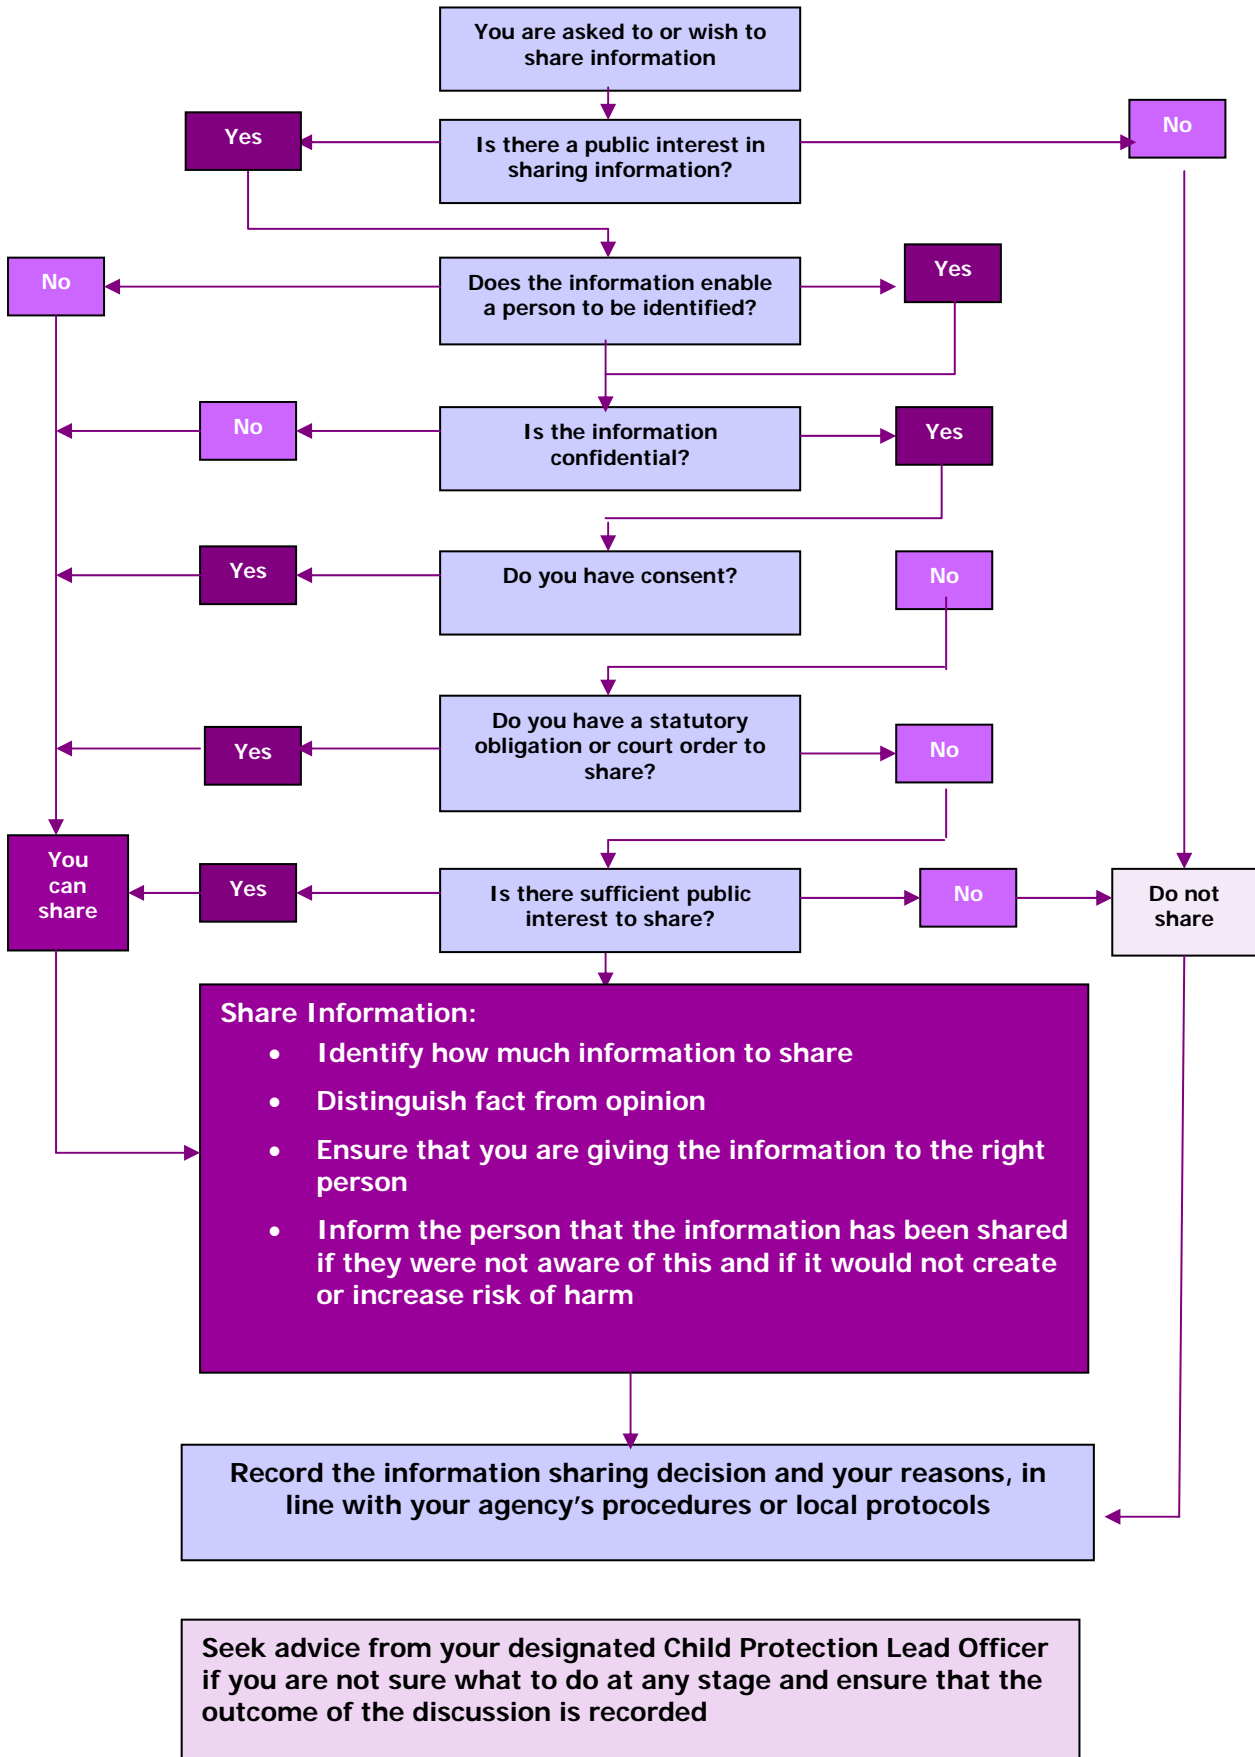 You are asked to or wish to
share information
Yes
Is there a public interest in
sharing information?
No
No
Does the information enable
a person to be identified?
Yes
No
Is the information
confidential?
Yes
Yes
Do you have consent?
No
Yes
Do you have a statutory
obligation or court order to
share?
No
You
can
share
Yes
Is there sufficient public
interest to share?
No
Do not
share
Share Information:
• Identify how much information to share
• Distinguish fact from opinion
• Ensure that you are giving the information to the right
person
• Inform the person that the information has been shared
if they were not aware of this and if it would not create
or increase risk of harm
Record the information sharing decision and your reasons, in
line with your agency’s procedures or local protocols
Seek advice from your designated Child Protection Lead Officer
if you are not sure what to do at any stage and ensure that the
outcome of the discussion is recorded